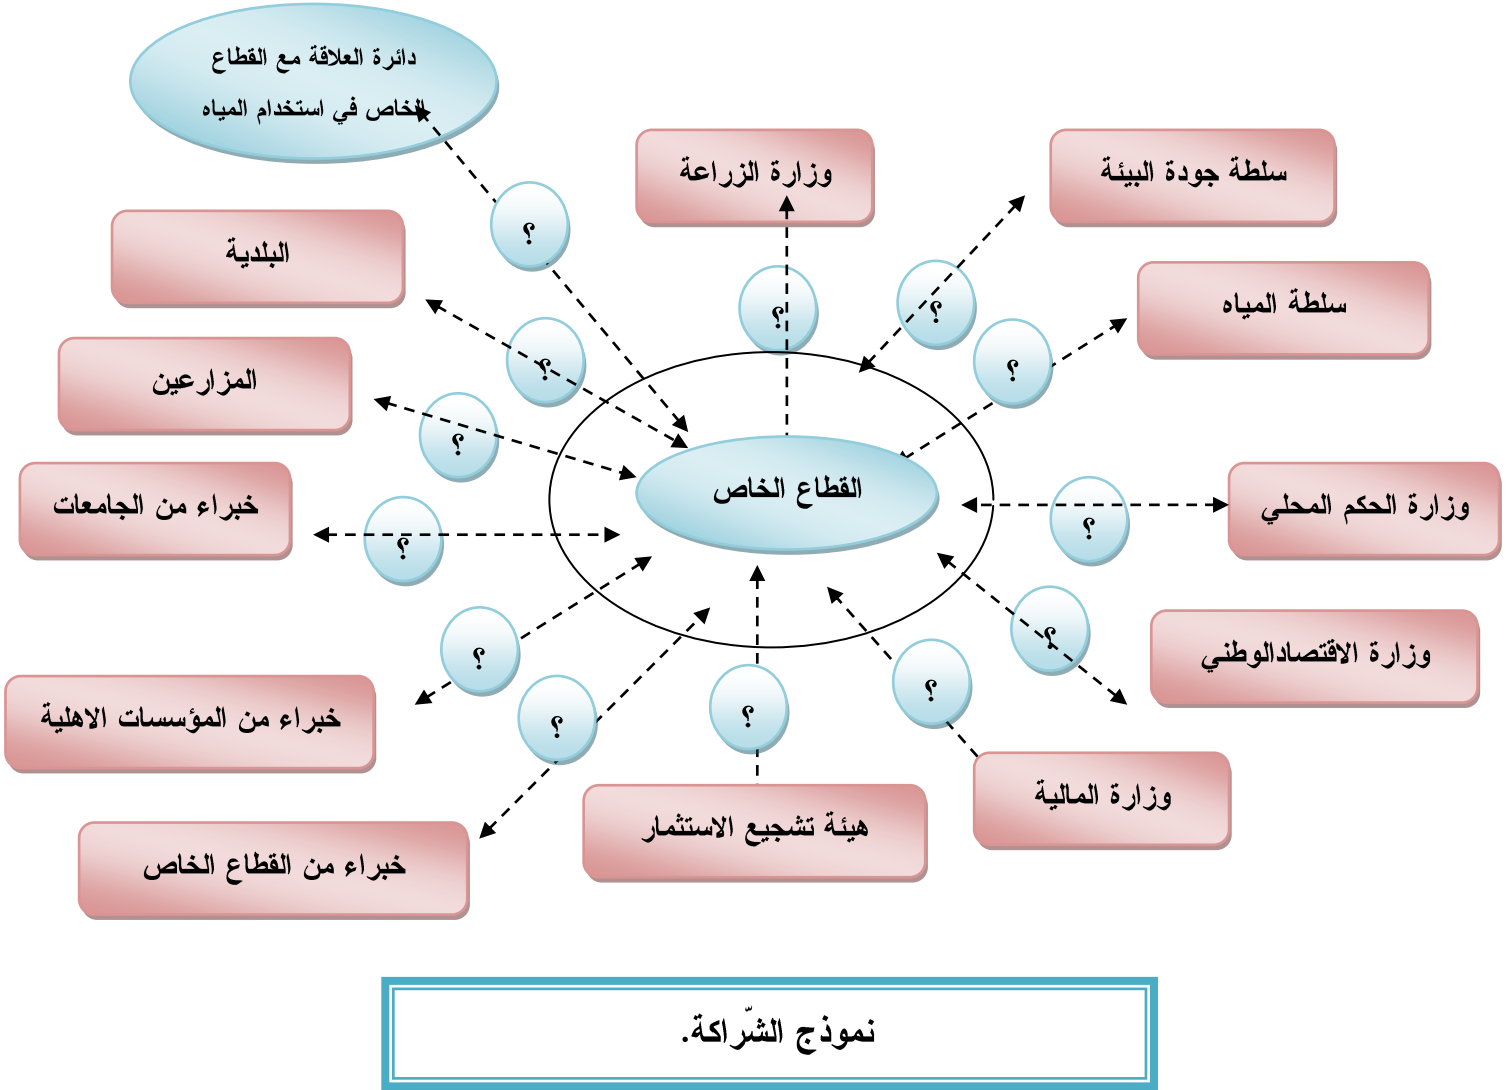 دائرة العلاقة مع القطاع
الخاص في استخدام المياه
وزارة الزراعة
سلطة جودة البيئة
؟
البلدية
؟
؟
سلطة المياه
؟
؟
؟
المزارعين
؟
القطاع الخاص
خبراء من الجامعات
؟
؟
وزارة الحكم المحلي
؟
وزارة الاقتصادالوطني
؟
؟
خبراء من المؤسسات الاهلية
؟
؟
وزارة المالية
هيئة تشجيع الاستثمار
خبراء من القطاع الخاص
نموذج الشّراكة.